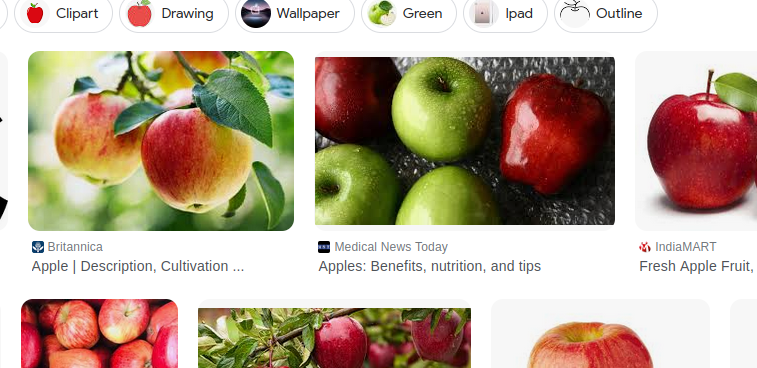 Clipart
Drawing
Wallpaper
Green
Ipad
Outline
Britannica
Apple | Description, Cultivation ...
Medical News Today
Apples: Benefits, nutrition, and tips
IndiaMART
Fresh Apple Fruit,